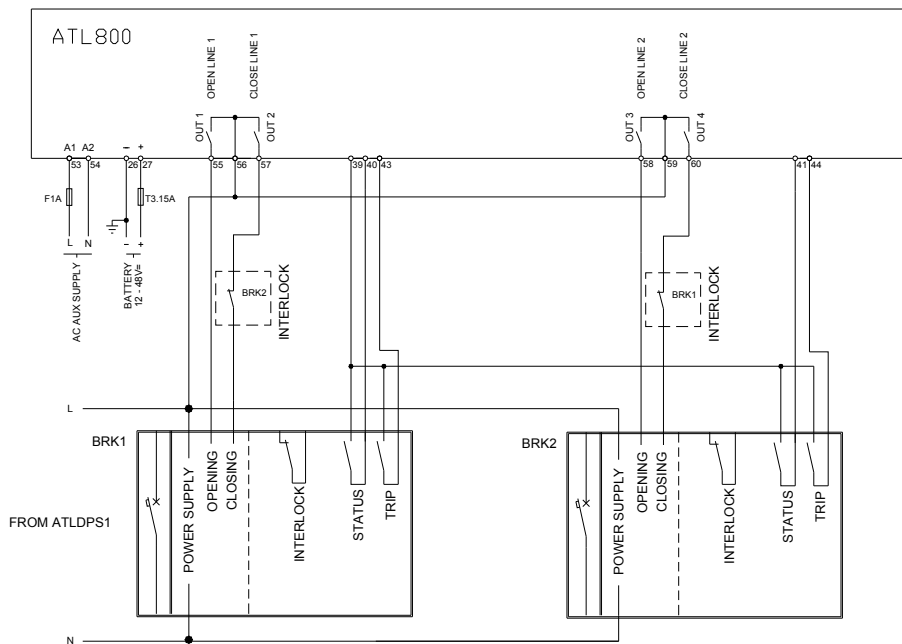 ATL800
OPEN LINE 1
CLOSE LINE 1
OPEN LINE 2
CLOSE LINE 2
OUT 1
OUT 2
OUT 3
OUT 4
A1 A2 – +
53 54 26 27 55 56 57 39 40 43 58 59 60 41 44
F1A
T3.15A
L N - +
AC AUX SUPPLY
BATTERY
12 - 48V=
BRK2
INTERLOCK
BRK1
INTERLOCK
L
BRK1
BRK2
FROM ATLDPS1
POWER SUPPLY
OPENING
CLOSING
INTERLOCK
STATUS
TRIP
POWER SUPPLY
OPENING
CLOSING
INTERLOCK
STATUS
TRIP
N